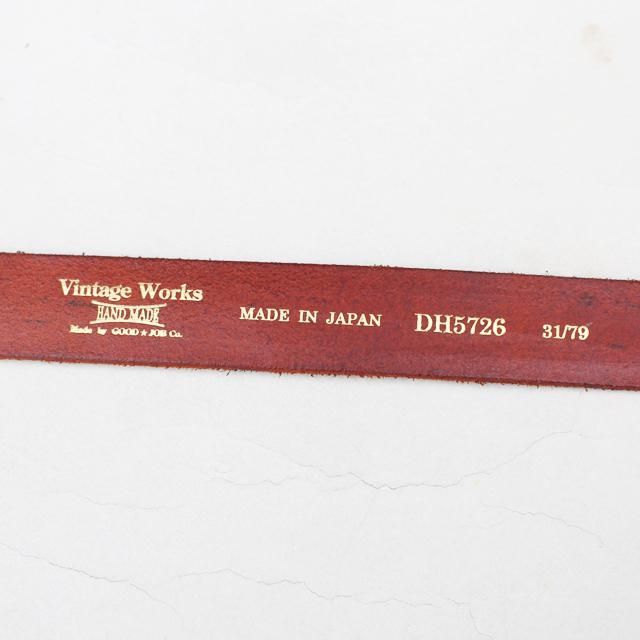 Vintage Works
HAND MADE
Made by GOOD★JOB Co.
MADE IN JAPAN
DH5726
31/79